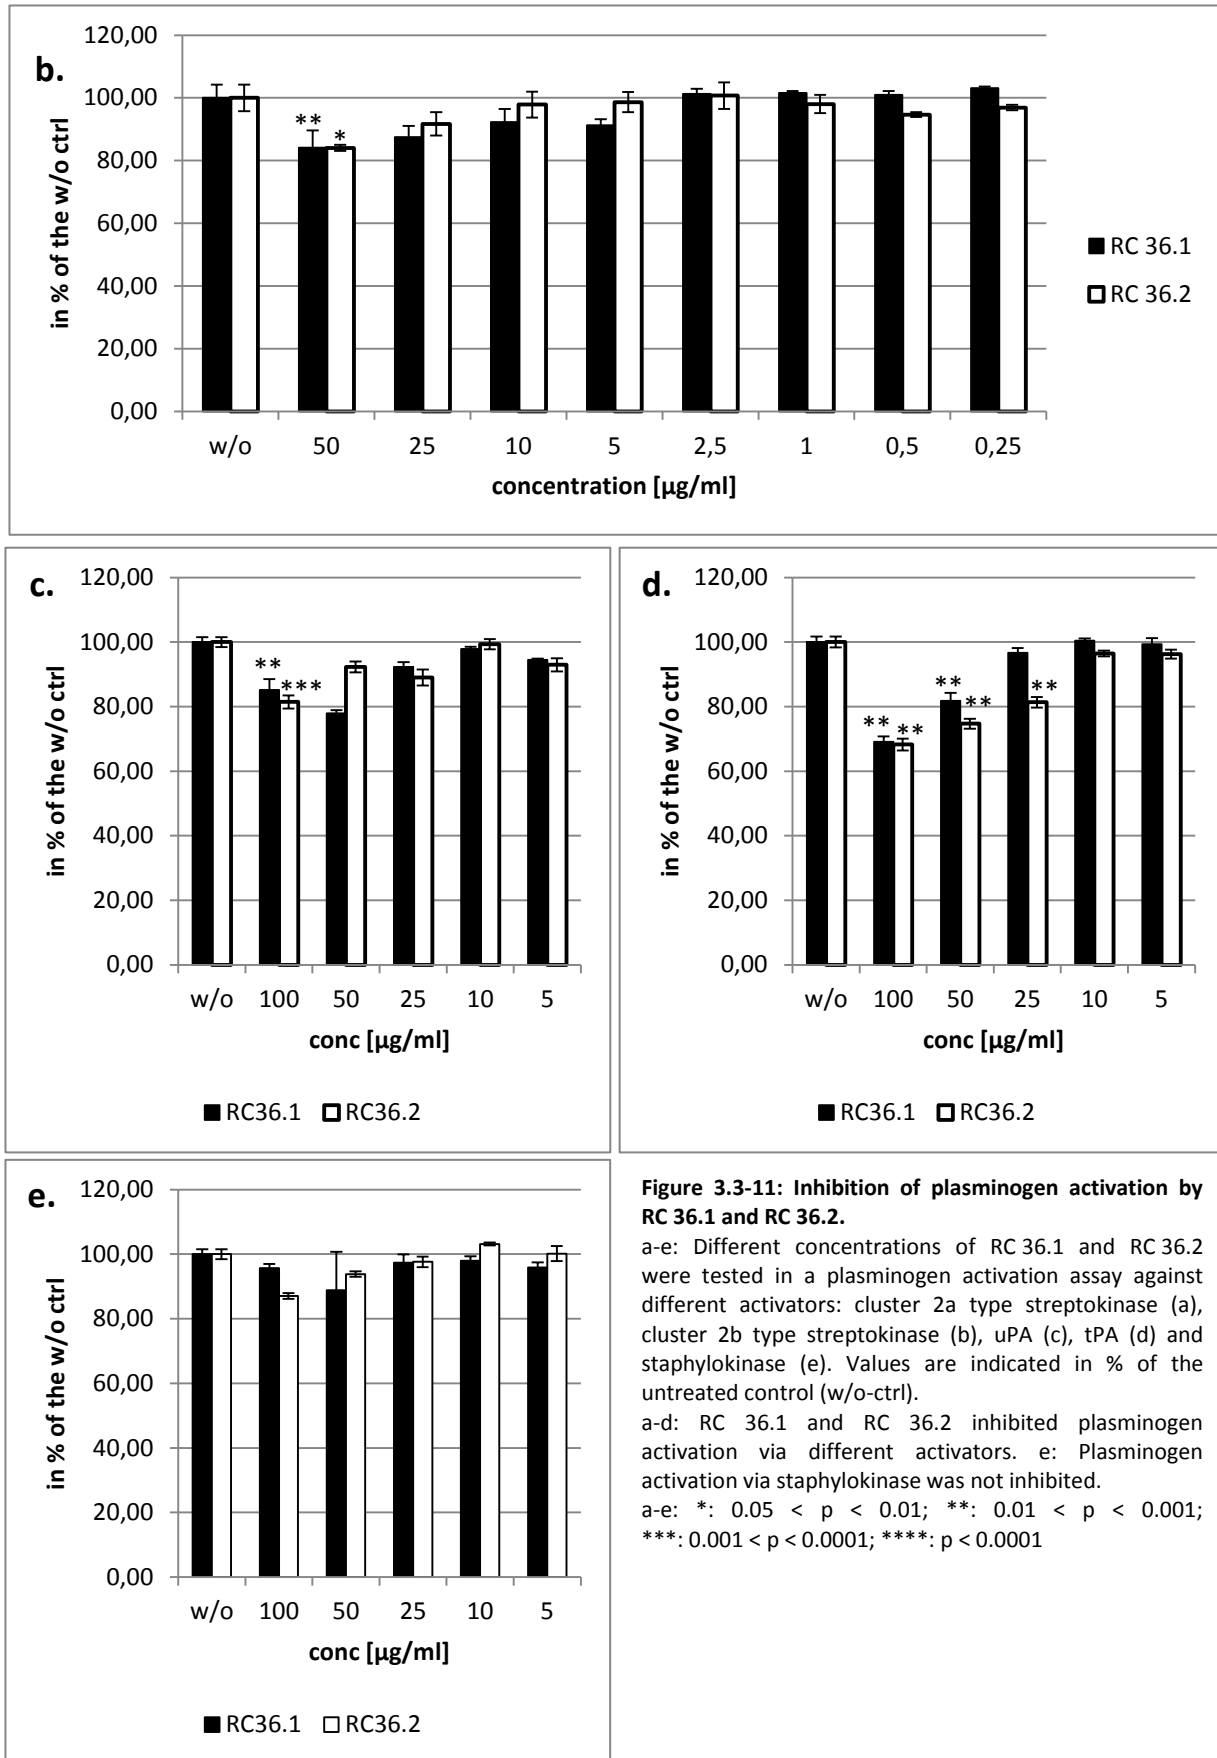 b.
120,00
100,00
80,00
60,00
40,00
20,00
0,00
in % of the w/o ctrl
** *
w/o 50 25 10 5 2,5 1 0,5 0,25
concentration [µg/ml]
RC 36.1
RC 36.2
c.
120,00
100,00
80,00
60,00
40,00
20,00
0,00
in % of the w/o ctrl
** ***
w/o 100 50 25 10 5
conc [µg/ml]
RC36.1 RC36.2
d.
120,00
100,00
80,00
60,00
40,00
20,00
0,00
in % of the w/o ctrl
** ** ** ** **
w/o 100 50 25 10 5
conc [µg/ml]
RC36.1 RC36.2
e.
120,00
100,00
80,00
60,00
40,00
20,00
0,00
in % of the w/o ctrl
w/o 100 50 25 10 5
conc [µg/ml]
RC36.1 RC36.2
Figure 3.3-11: Inhibition of plasminogen activation by
RC 36.1 and RC 36.2.
a-e: Different concentrations of RC 36.1 and RC 36.2
were tested in a plasminogen activation assay against
different activators: cluster 2a type streptokinase (a),
cluster 2b type streptokinase (b), uPA (c), tPA (d) and
staphylokinase (e). Values are indicated in % of the
untreated control (w/o-ctrl).
a-d: RC 36.1 and RC 36.2 inhibited plasminogen
activation via different activators. e: Plasminogen
activation via staphylokinase was not inhibited.
a-e: *: 0.05 < p < 0.01; **: 0.01 < p < 0.001;
***: 0.001 < p < 0.0001; ****: p < 0.0001